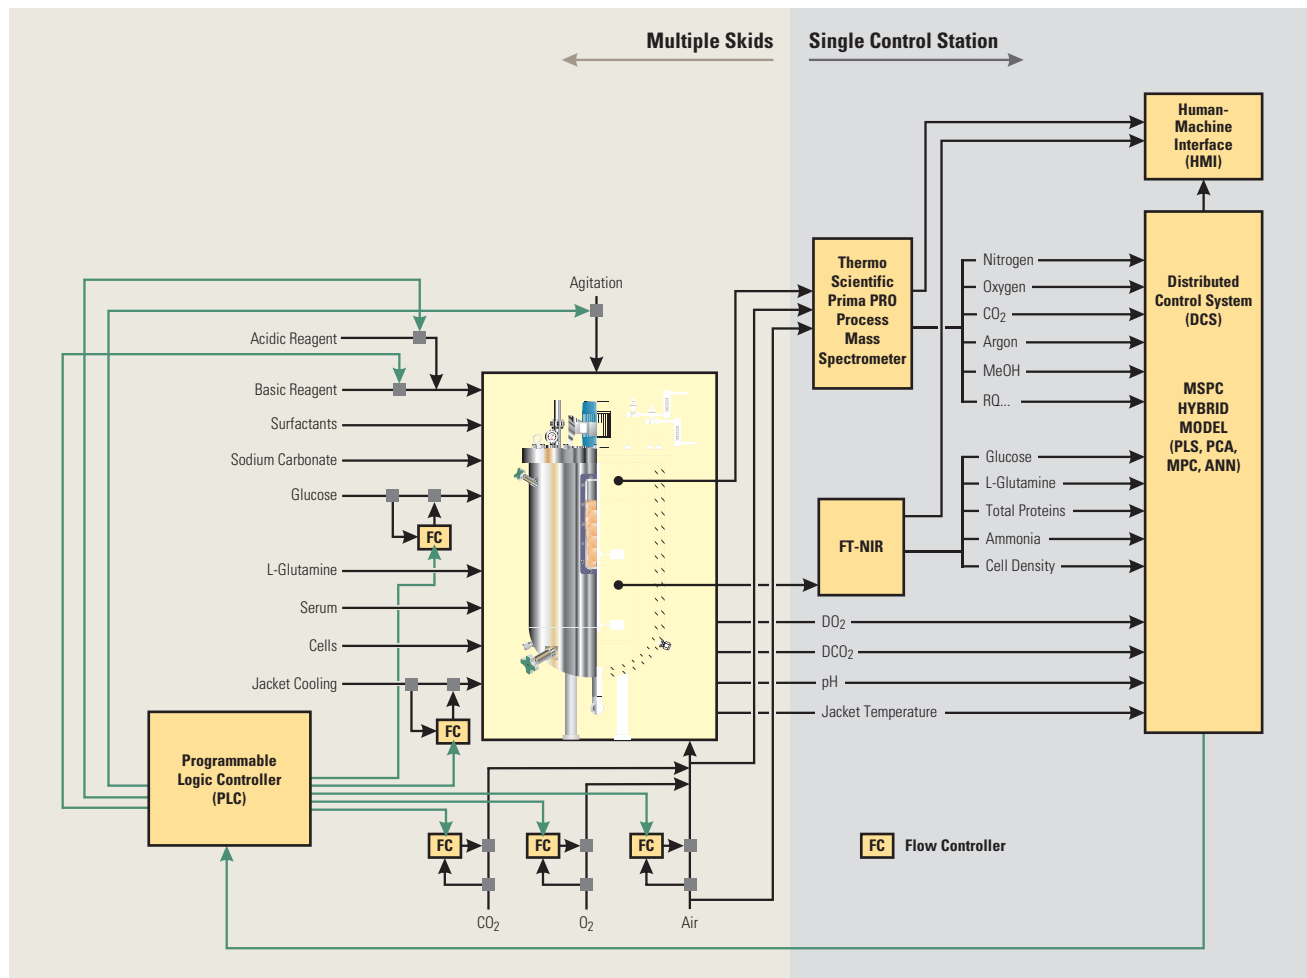 Multiple Skids
Single Control Station
Human-
Machine
Interface
(HMI)
Thermo
Scientific
Prima PRO
Process
Mass
Spectrometer
Nitrogen
Oxygen
CO₂
Argon
MeOH
RQ...
Distributed
Control System
(DCS)
MSPC
HYBRID
MODEL
(PLS, PCA,
MPC, ANN)
Agitation
Acidic Reagent
Basic Reagent
Surfactants
Sodium Carbonate
Glucose
FC
L-Glutamine
Serum
Cells
Jacket Cooling
FC
FT-NIR
Glucose
L-Glutamine
Total Proteins
Ammonia
Cell Density
DO₂
DCO₂
pH
Jacket Temperature
Programmable
Logic Controller
(PLC)
FC
FC
FC
CO₂
O₂
Air
FC Flow Controller